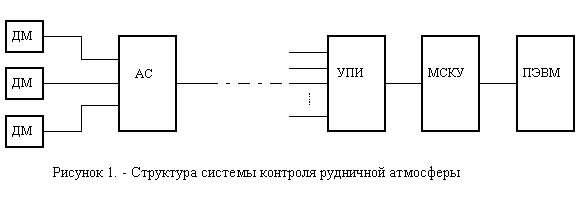 ДМ
ДМ
ДМ
АС
УПИ
МСКУ
ПЭВМ
Рисунок 1. - Структура системы контроля рудничной атмосферы